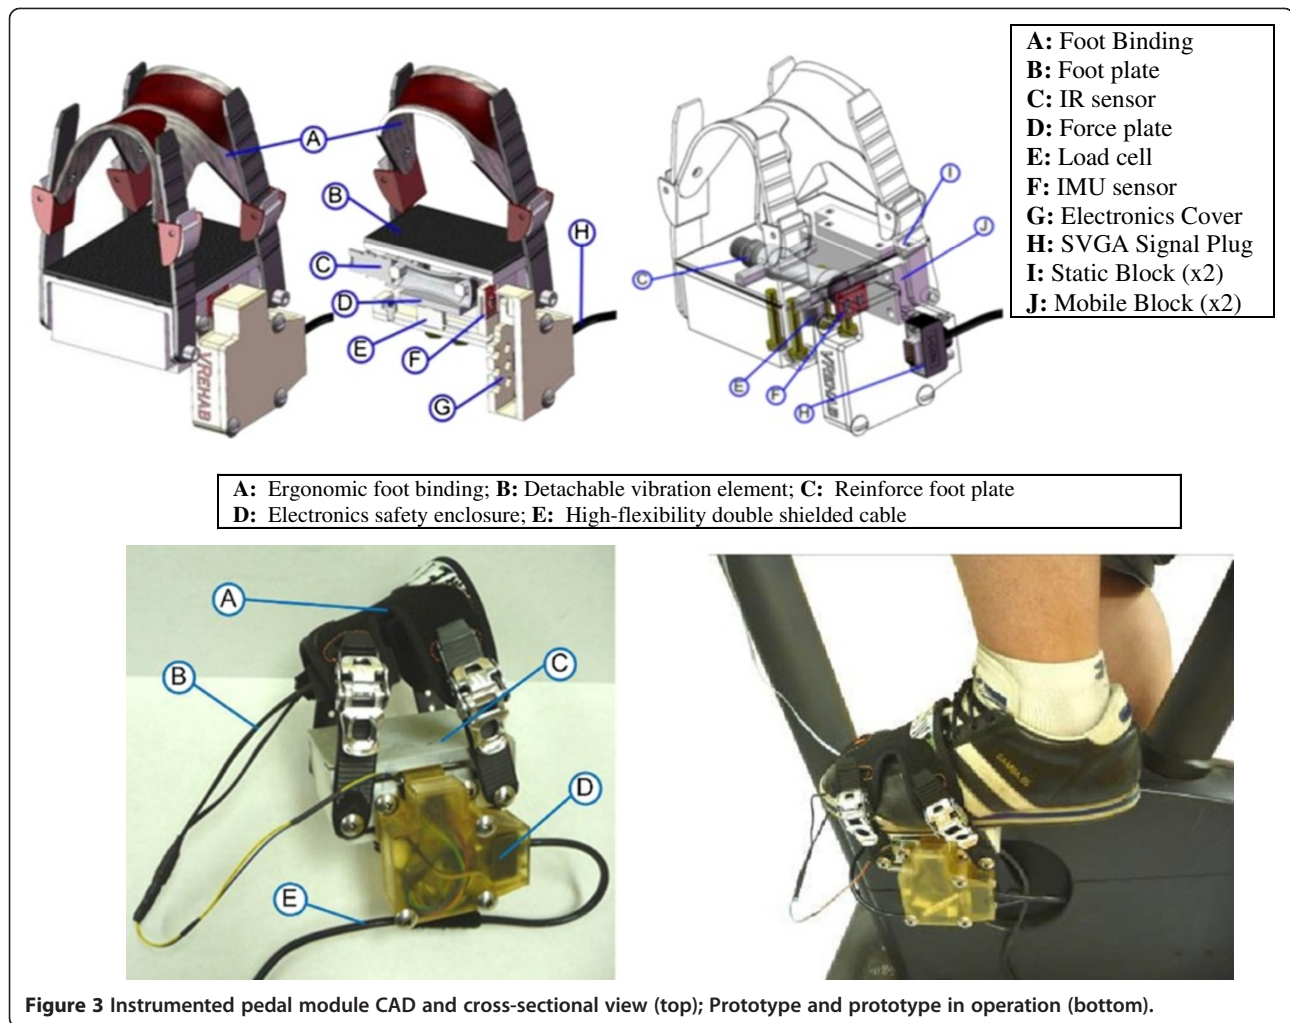 A: Foot Binding
B: Foot plate
C: IR sensor
D: Force plate
E: Load cell
F: IMU sensor
G: Electronics Cover
H: SVGA Signal Plug
I: Static Block (x2)
J: Mobile Block (x2)
A
B
C
D
E
F
G
H
VREHAB
I
J
C
E
F
H
VREHAB
A: Ergonomic foot binding; B: Detachable vibration element; C: Reinforce foot plate
D: Electronics safety enclosure; E: High-flexibility double shielded cable
A
B
C
D
E
Figure 3 Instrumented pedal module CAD and cross-sectional view (top); Prototype and prototype in operation (bottom).